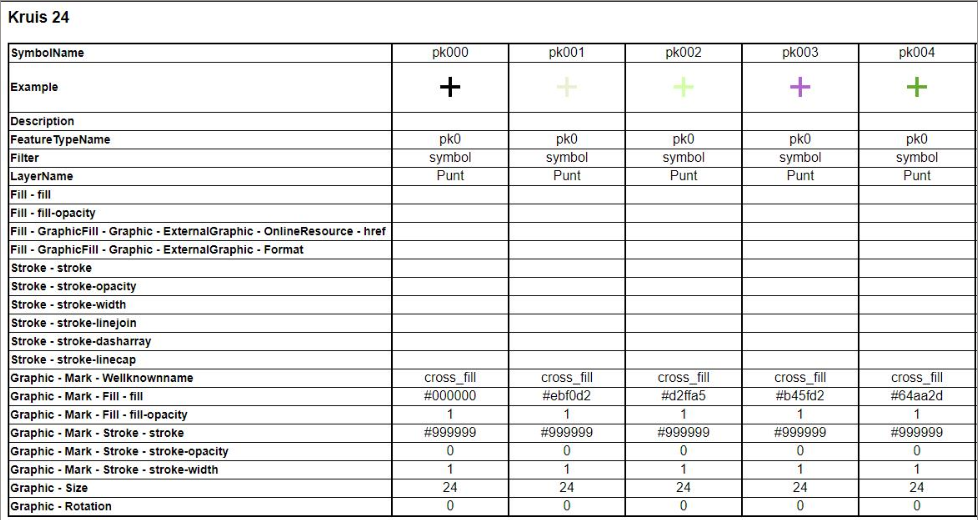 Kruis 24
SymbolName pk000 pk001 pk002 pk003 pk004
Example
Description
FeatureTypeName pk0 pk0 pk0 pk0 pk0
Filter symbol symbol symbol symbol symbol
LayerName Punt Punt Punt Punt Punt
Fill - fill
Fill - fill-opacity
Fill - GraphicFill - Graphic - ExternalGraphic - OnlineResource - href
Fill - GraphicFill - Graphic - ExternalGraphic - Format
Stroke - stroke
Stroke - stroke-opacity
Stroke - stroke-width
Stroke - stroke-linejoin
Stroke - stroke-dasharray
Stroke - stroke-linecap
Graphic - Mark - Wellknownname cross_fill cross_fill cross_fill cross_fill cross_fill
Graphic - Mark - Fill - fill #000000 #ebf0d2 #d2ffa5 #b45fd2 #64aa2d
Graphic - Mark - Fill - fill-opacity 1 1 1 1 1
Graphic - Mark - Stroke - stroke #999999 #999999 #999999 #999999 #999999
Graphic - Mark - Stroke - stroke-opacity 0 0 0 0 0
Graphic - Mark - Stroke - stroke-width 1 1 1 1 1
Graphic - Size 24 24 24 24 24
Graphic - Rotation 0 0 0 0 0